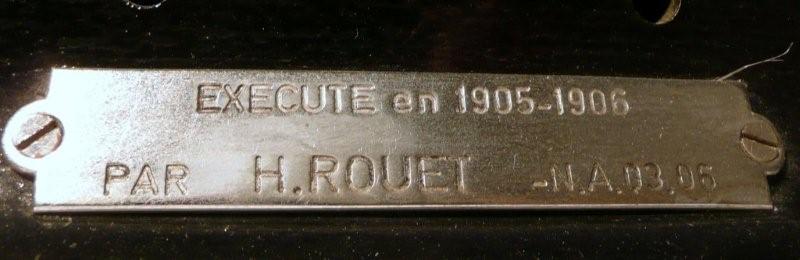 EXECUTE en 1905-1906
PAR H.ROUET -N.A.03.06